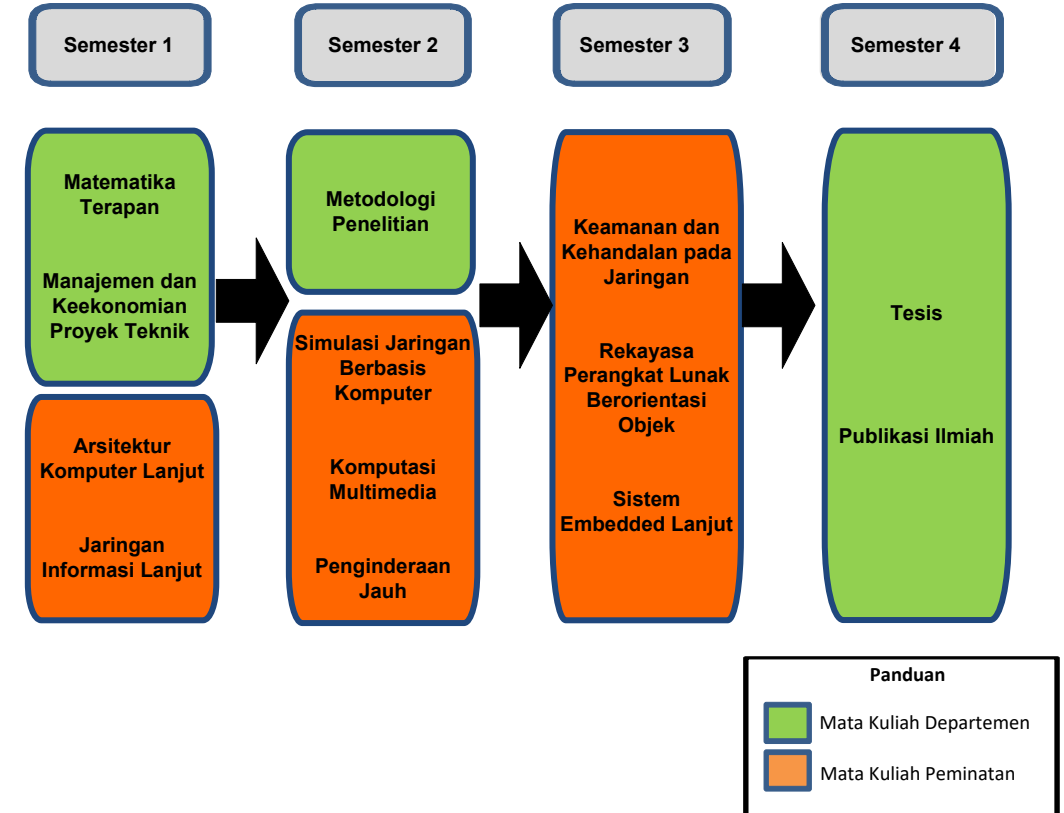 Semester 1
Semester 2
Semester 3
Semester 4
Matematika
Terapan
Manajemen dan
Keekonomian
Proyek Teknik
Arsitektur
Komputer Lanjut
Jaringan
Informasi Lanjut
Metodologi
Penelitian
Simulasi Jaringan
Berbasis
Komputer
Komputasi
Multimedia
Penginderaan
Jauh
Keamanan dan
Kehandalan pada
Jaringan
Rekayasa
Perangkat Lunak
Berorientasi
Objek
Sistem
Embedded Lanjut
Tesis
Publikasi Ilmiah
Panduan
Mata Kuliah Departemen
Mata Kuliah Peminatan